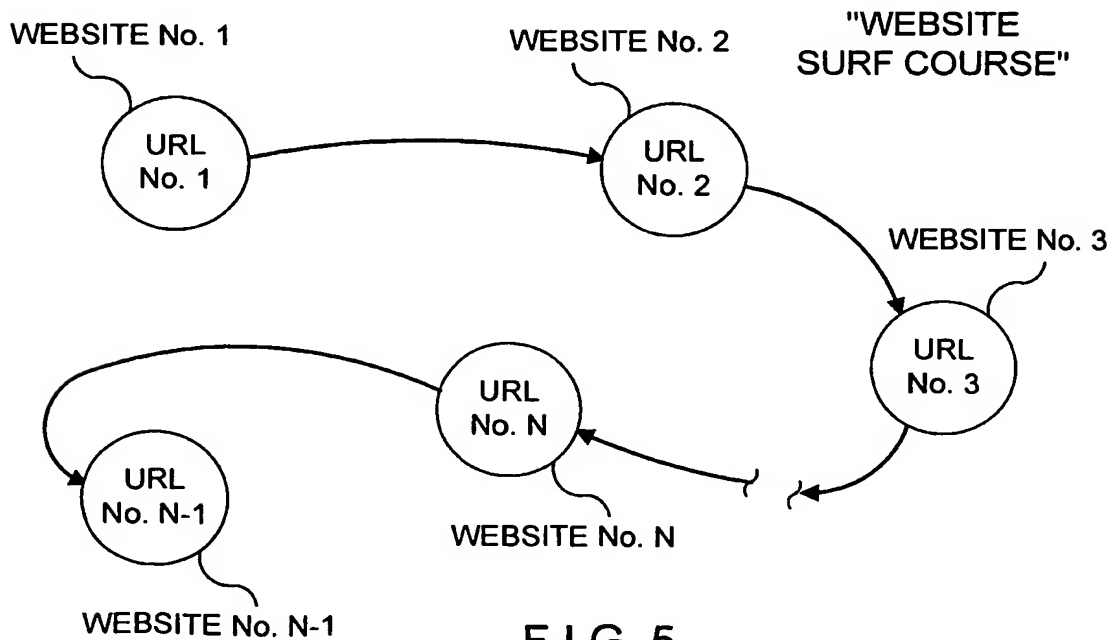 WEBSITE No. 1
WEBSITE No. 2
"WEBSITE
SURF COURSE"
URL
No. 1
URL
No. 2
WEBSITE No. 3
URL
No. 3
URL
No. N
URL
No. N-1
WEBSITE No. N
WEBSITE No. N-1
FIG. 5